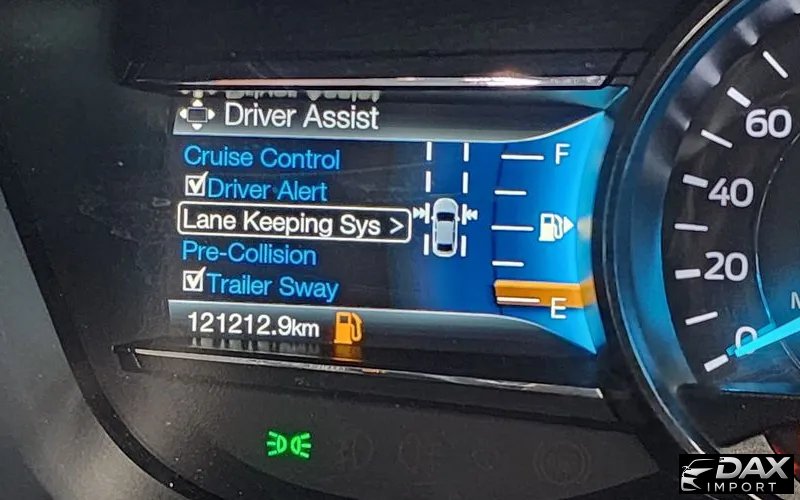 Driver Assist
Cruise Control
Driver Alert
Lane Keeping Sys >
Pre-Collision
Trailer Sway
121212.9km
F
E
60
40
20
0
M
DAX
IMPORT